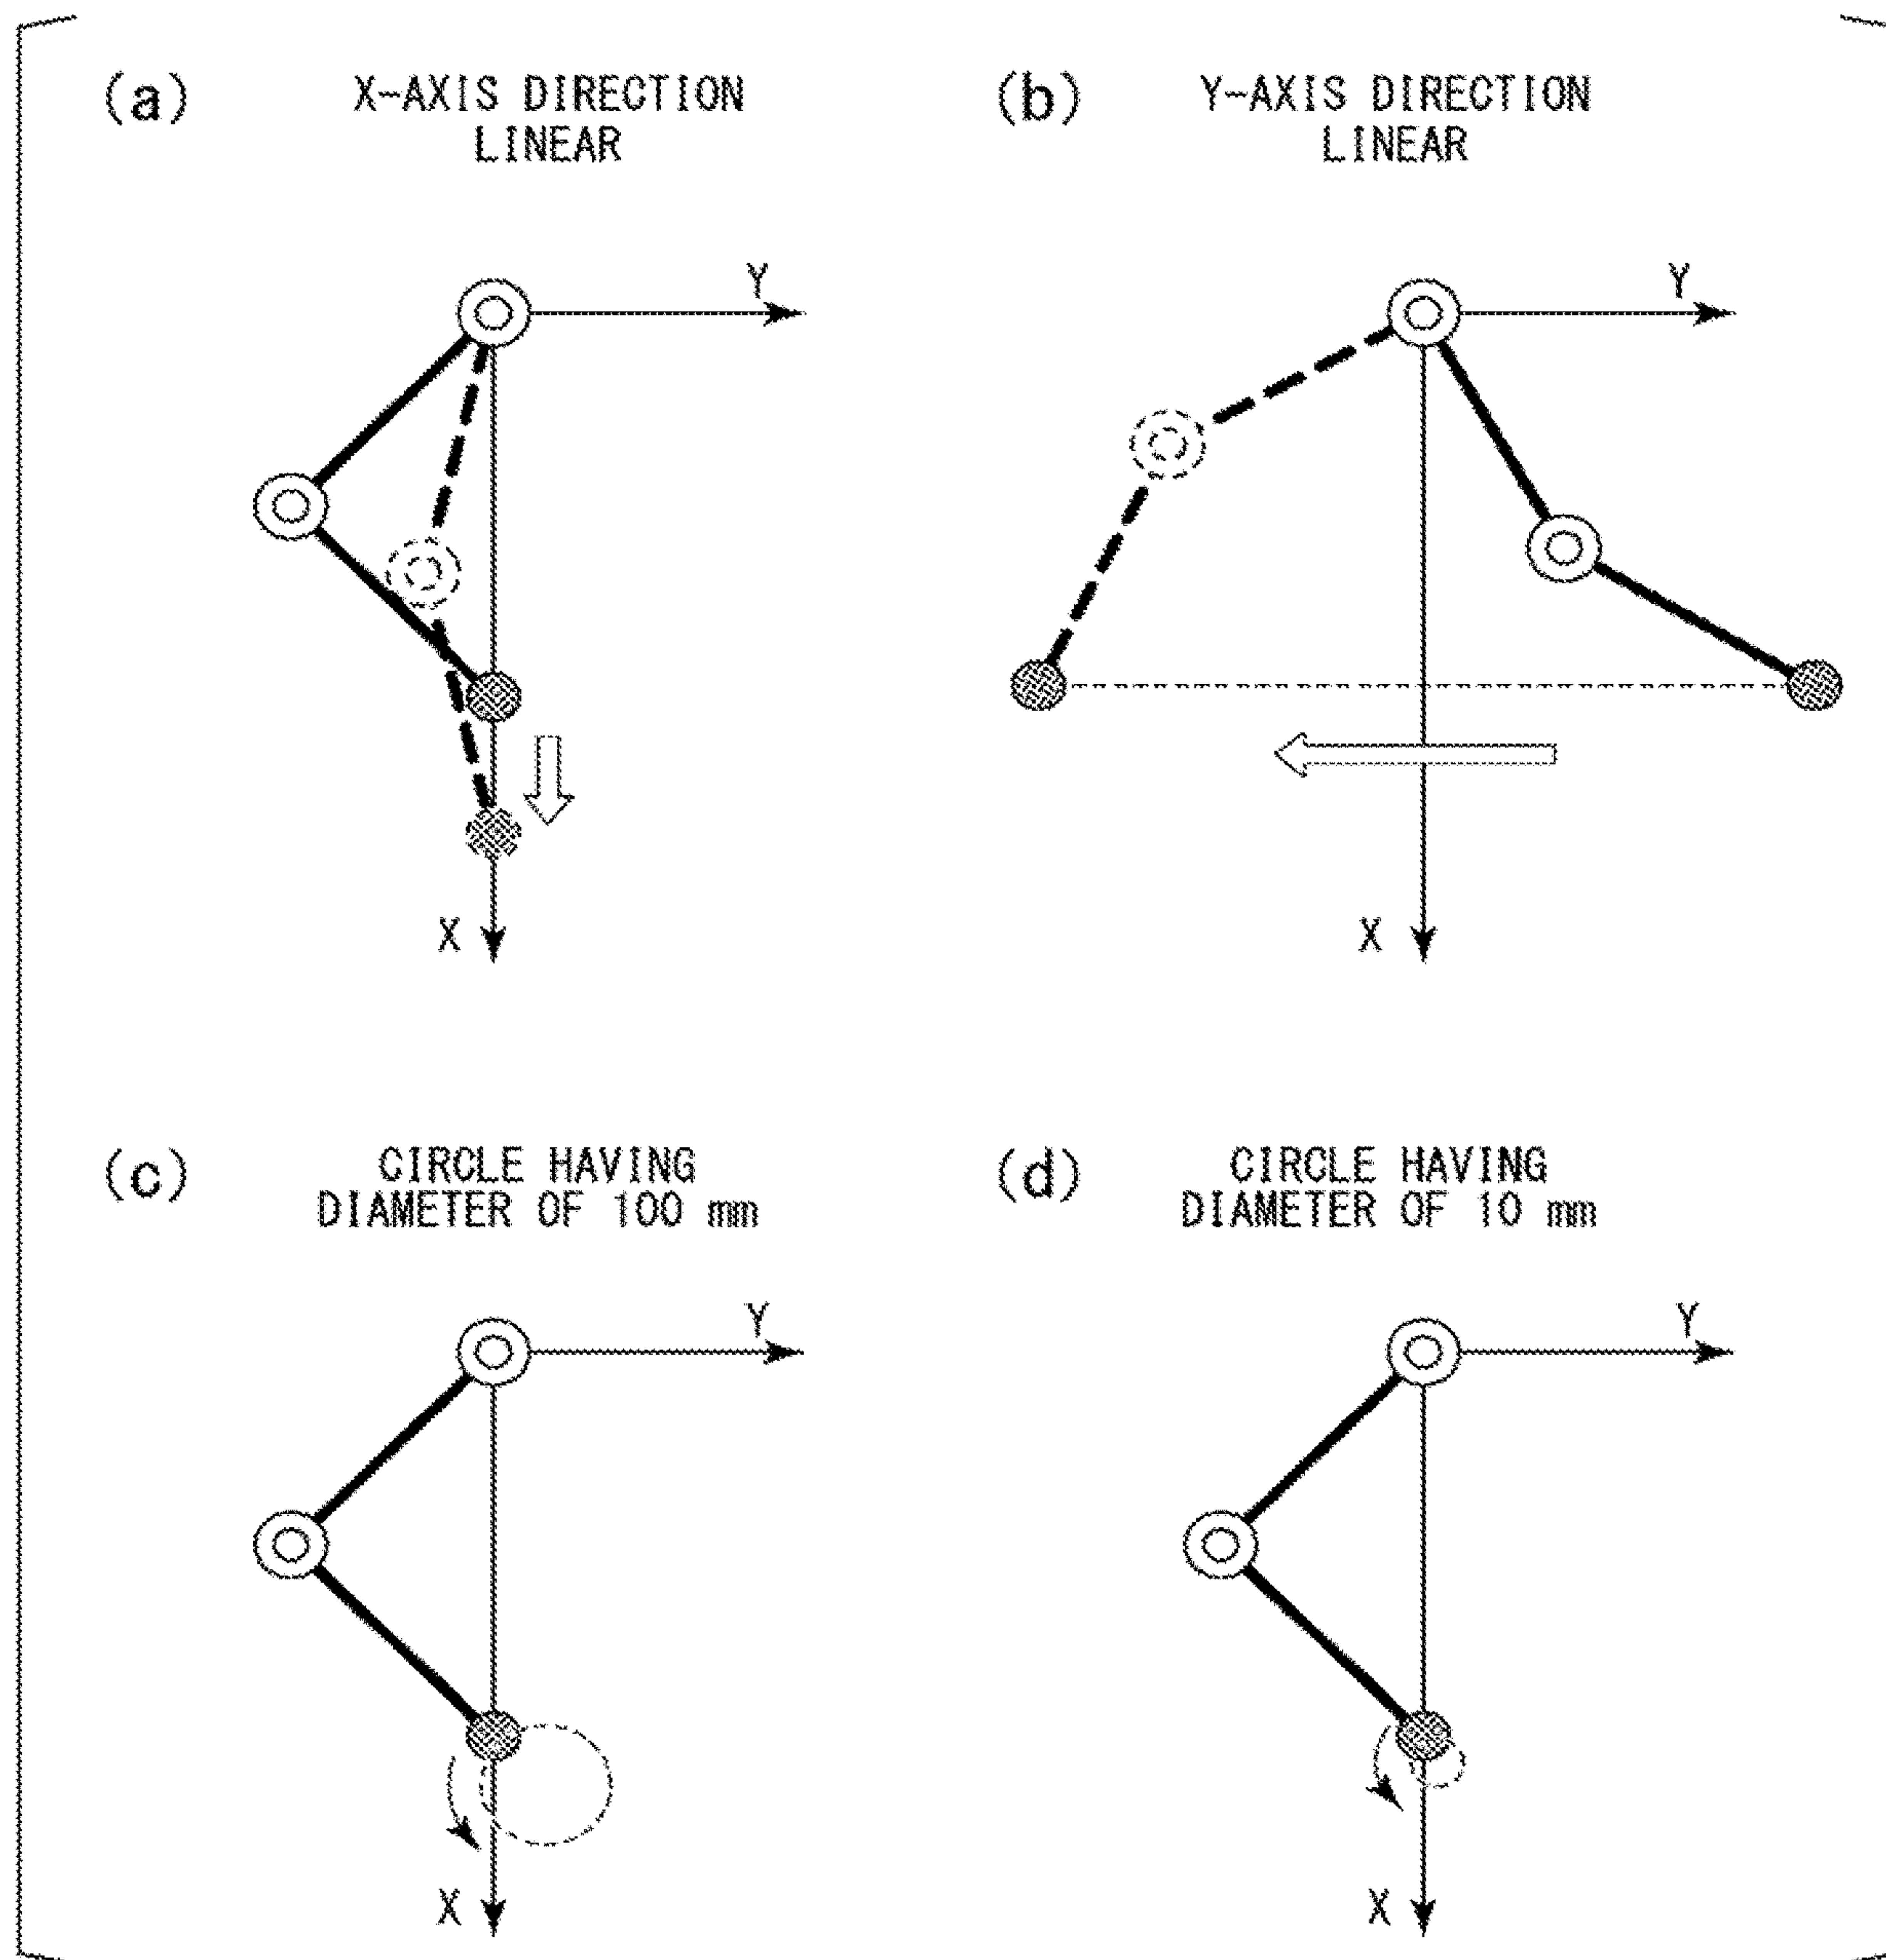 (a)
X-AXIS DIRECTION
LINEAR
Y
X
(b)
Y-AXIS DIRECTION
LINEAR
Y
X
(c)
CIRCLE HAVING
DIAMETER OF 100 mm
Y
X
(d)
CIRCLE HAVING
DIAMETER OF 10 mm
Y
X